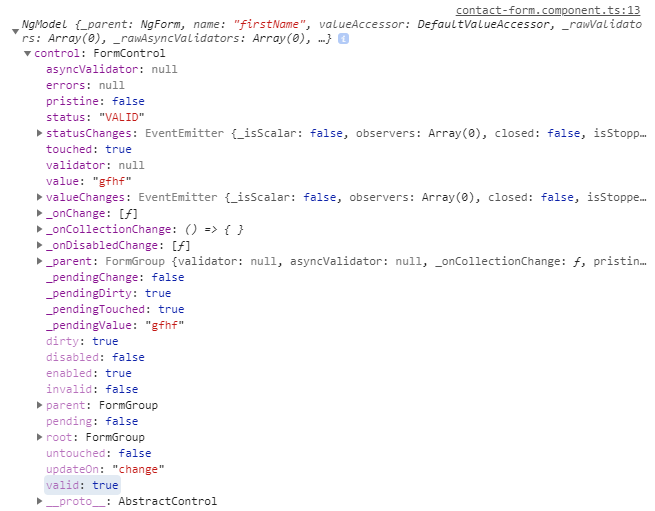 contact-form.component.ts:13
NgModel {_parent: NgForm, name: "firstName", valueAccessor: DefaultValueAccessor, _rawValidato
rs: Array(0), _rawAsyncValidators: Array(0), …} i
control: FormControl
asyncValidator: null
errors: null
pristine: false
status: "VALID"
statusChanges: EventEmitter {_isScalar: false, observers: Array(0), closed: false, isStoppe…
touched: true
validator: null
value: "gfhf"
valueChanges: EventEmitter {_isScalar: false, observers: Array(0), closed: false, isStoppe…
_onChange: [ƒ]
_onCollectionChange: () => { }
_onDisabledChange: [ƒ]
_parent: FormGroup {validator: null, asyncValidator: null, _onCollectionChange: ƒ, pristin…
_pendingChange: false
_pendingDirty: true
_pendingTouched: true
_pendingValue: "gfhf"
dirty: true
disabled: false
enabled: true
invalid: false
parent: FormGroup
pending: false
root: FormGroup
untouched: false
updateOn: "change"
valid: true
__proto__: AbstractControl